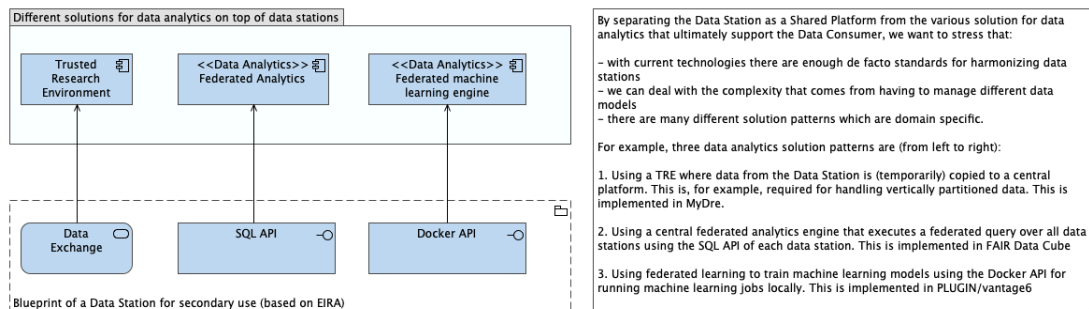 Different solutions for data analytics on top of data stations
Trusted
Research
Environment
<<Data Analytics>>
Federated Analytics
<<Data Analytics>>
Federated machine
learning engine
Data
Exchange
SQL API
Docker API
Blueprint of a Data Station for secondary use (based on EIRA)
By separating the Data Station as a Shared Platform from the various solution for data
analytics that ultimately support the Data Consumer, we want to stress that:
- with current technologies there are enough de facto standards for harmonizing data
stations
- we can deal with the complexity that comes from having to manage different data
models
- there are many different solution patterns which are domain specific.
For example, three data analytics solution patterns are (from left to right):
1. Using a TRE where data from the Data Station is (temporarily) copied to a central
platform. This is, for example, required for handling vertically partitioned data. This is
implemented in MyDre.
2. Using a central federated analytics engine that executes a federated query over all data
stations using the SQL API of each data station. This is implemented in FAIR Data Cube
3. Using federated learning to train machine learning models using the Docker API for
running machine learning jobs locally. This is implemented in PLUGIN/vantage6